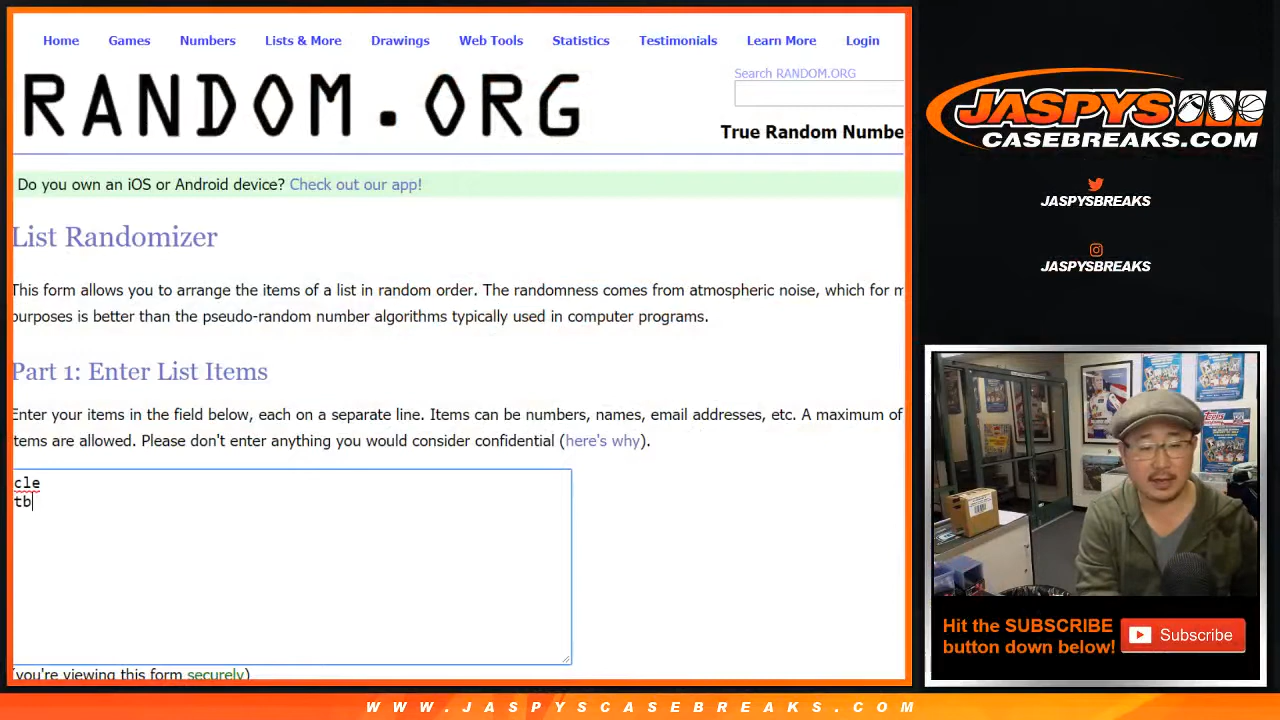 Home Games Numbers Lists & More Drawings Web Tools Statistics Testimonials Learn More Login
RANDOM.ORG
Search RANDOM.ORG
True Random Numbe
Do you own an iOS or Android device? Check out our app!
List Randomizer
This form allows you to arrange the items of a list in random order. The randomness comes from atmospheric noise, which for m
purposes is better than the pseudo-random number algorithms typically used in computer programs.
Part 1: Enter List Items
Enter your items in the field below, each on a separate line. Items can be numbers, names, email addresses, etc. A maximum of
items are allowed. Please don't enter anything you would consider confidential (here's why).
cle
tb
(you're viewing this form securely)
JASPYS
CASEBREAKS.COM
JASPYSBREAKS
JASPYSBREAKS
Topps
Hit the SUBSCRIBE
button down below!
Subscribe
WWW.JASPYSCASEBREAKS.COM